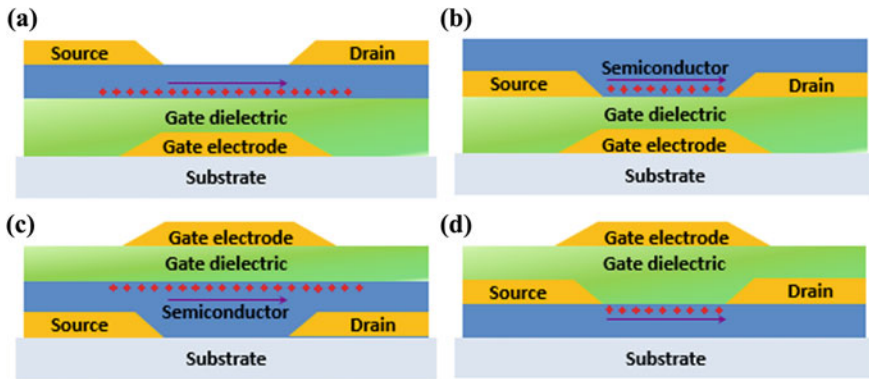 (a)
Source Drain
Gate dielectric
Gate electrode
Substrate
(b)
Semiconductor
Source Drain
Gate dielectric
Gate electrode
Substrate
(c)
Gate electrode
Gate dielectric
Semiconductor
Source Drain
Substrate
(d)
Gate electrode
Gate dielectric
Source Drain
Substrate